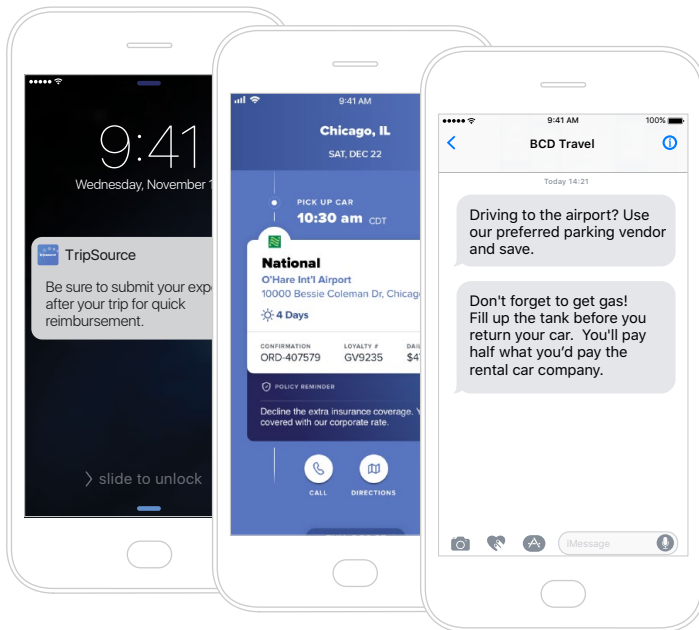 9:41
Wednesday, November
TripSource
Be sure to submit your
after your trip for quick
reimbursement.
slide to unlock
9:41 AM
Chicago, IL
SAT, DEC 22
PICK UP CAR
10:30 am CDT
National
O'Hare Int'l Airport
10000 Bessie Coleman Dr,
4 Days
CONFIRMATION LOYALTY #
ORD-407579 GV9235
POLICY REMINDER
Decline the extra insurance coverage.
covered with our corporate rate.
CALL DIRECTIONS
9:41 AM 100%
BCD Travel
Today 14:21
Driving to the airport? Use
our preferred parking vendor
and save.
Don't forget to get gas!
Fill up the tank before you
return your car. You'll pay
half what you'd pay the
rental car company.
iMessage